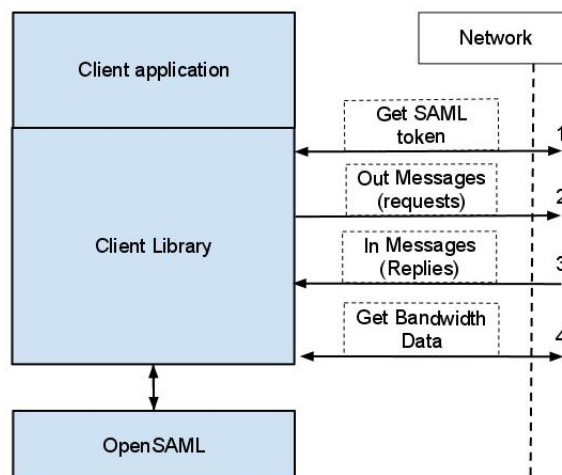 Client application
Network
Get SAML
token
1
Out Messages
(requests)
2
Client Library
In Messages
(Replies)
3
Get Bandwidth
Data
4
OpenSAML